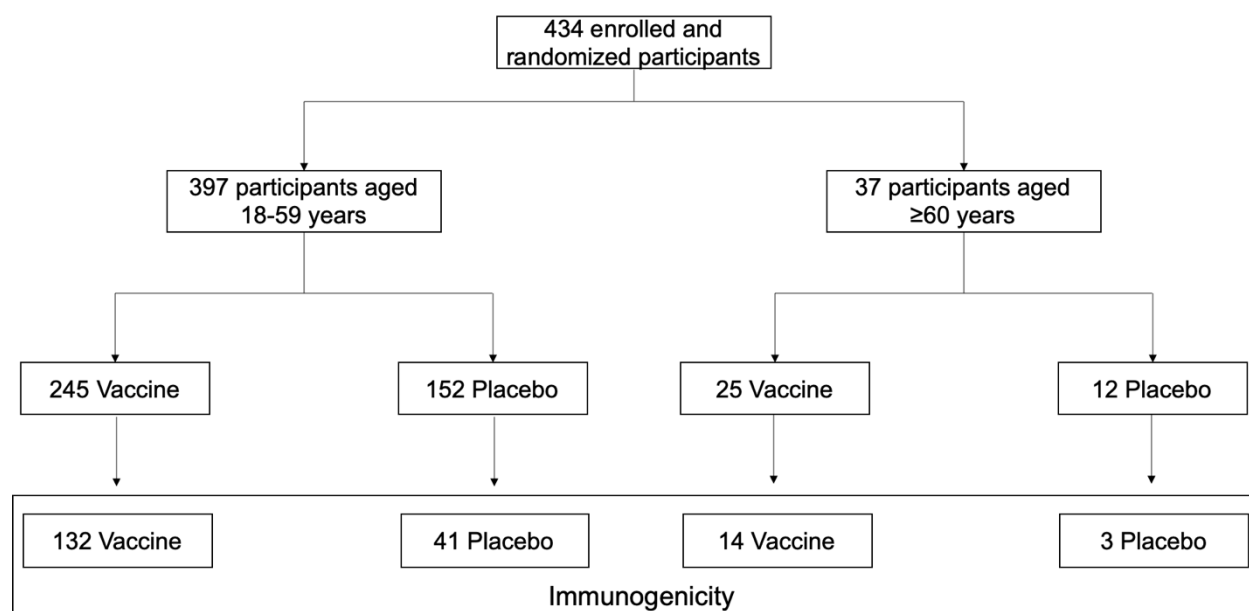 434 enrolled and
randomized participants
397 participants aged
18-59 years
37 participants aged
≥60 years
245 Vaccine
152 Placebo
25 Vaccine
12 Placebo
132 Vaccine
41 Placebo
14 Vaccine
3 Placebo
Immunogenicity